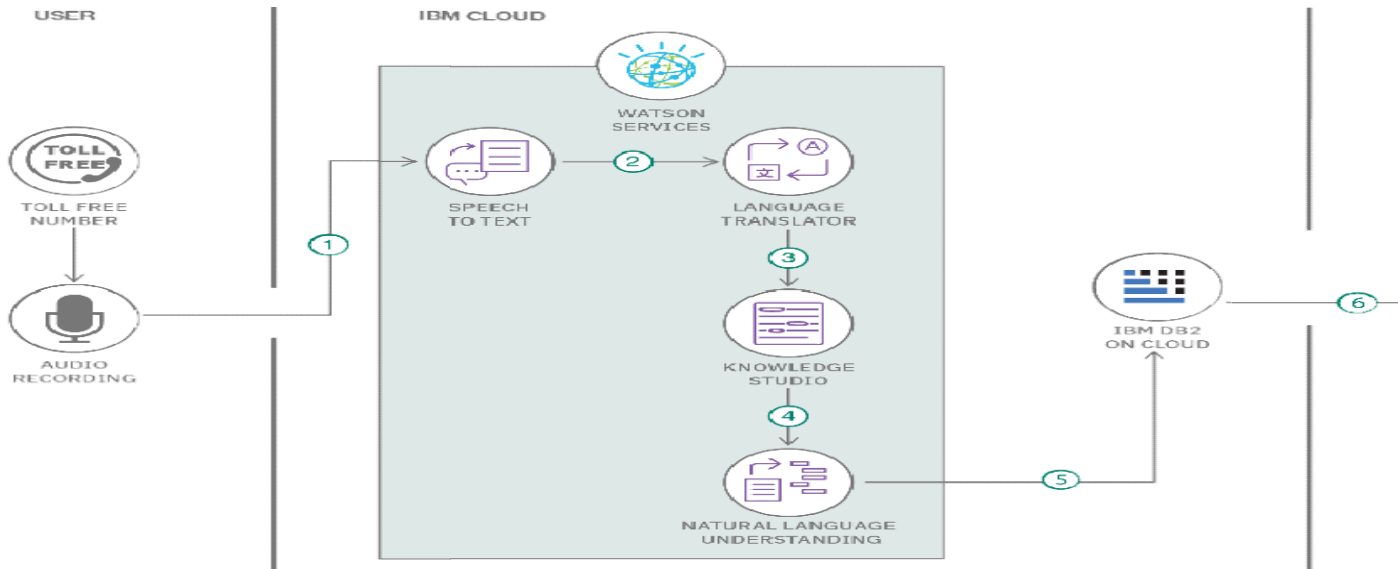 USER
IBM CLOUD
WATSON
SERVICES
TOLL
FREE
TOLL FREE
NUMBER
1
SPEECH
TO TEXT
2
A
文
LANGUAGE
TRANSLATOR
3
AUDIO
RECORDING
KNOWLEDGE
STUDIO
4
NATURAL LANGUAGE
UNDERSTANDING
5
IBM DB2
ON CLOUD
6